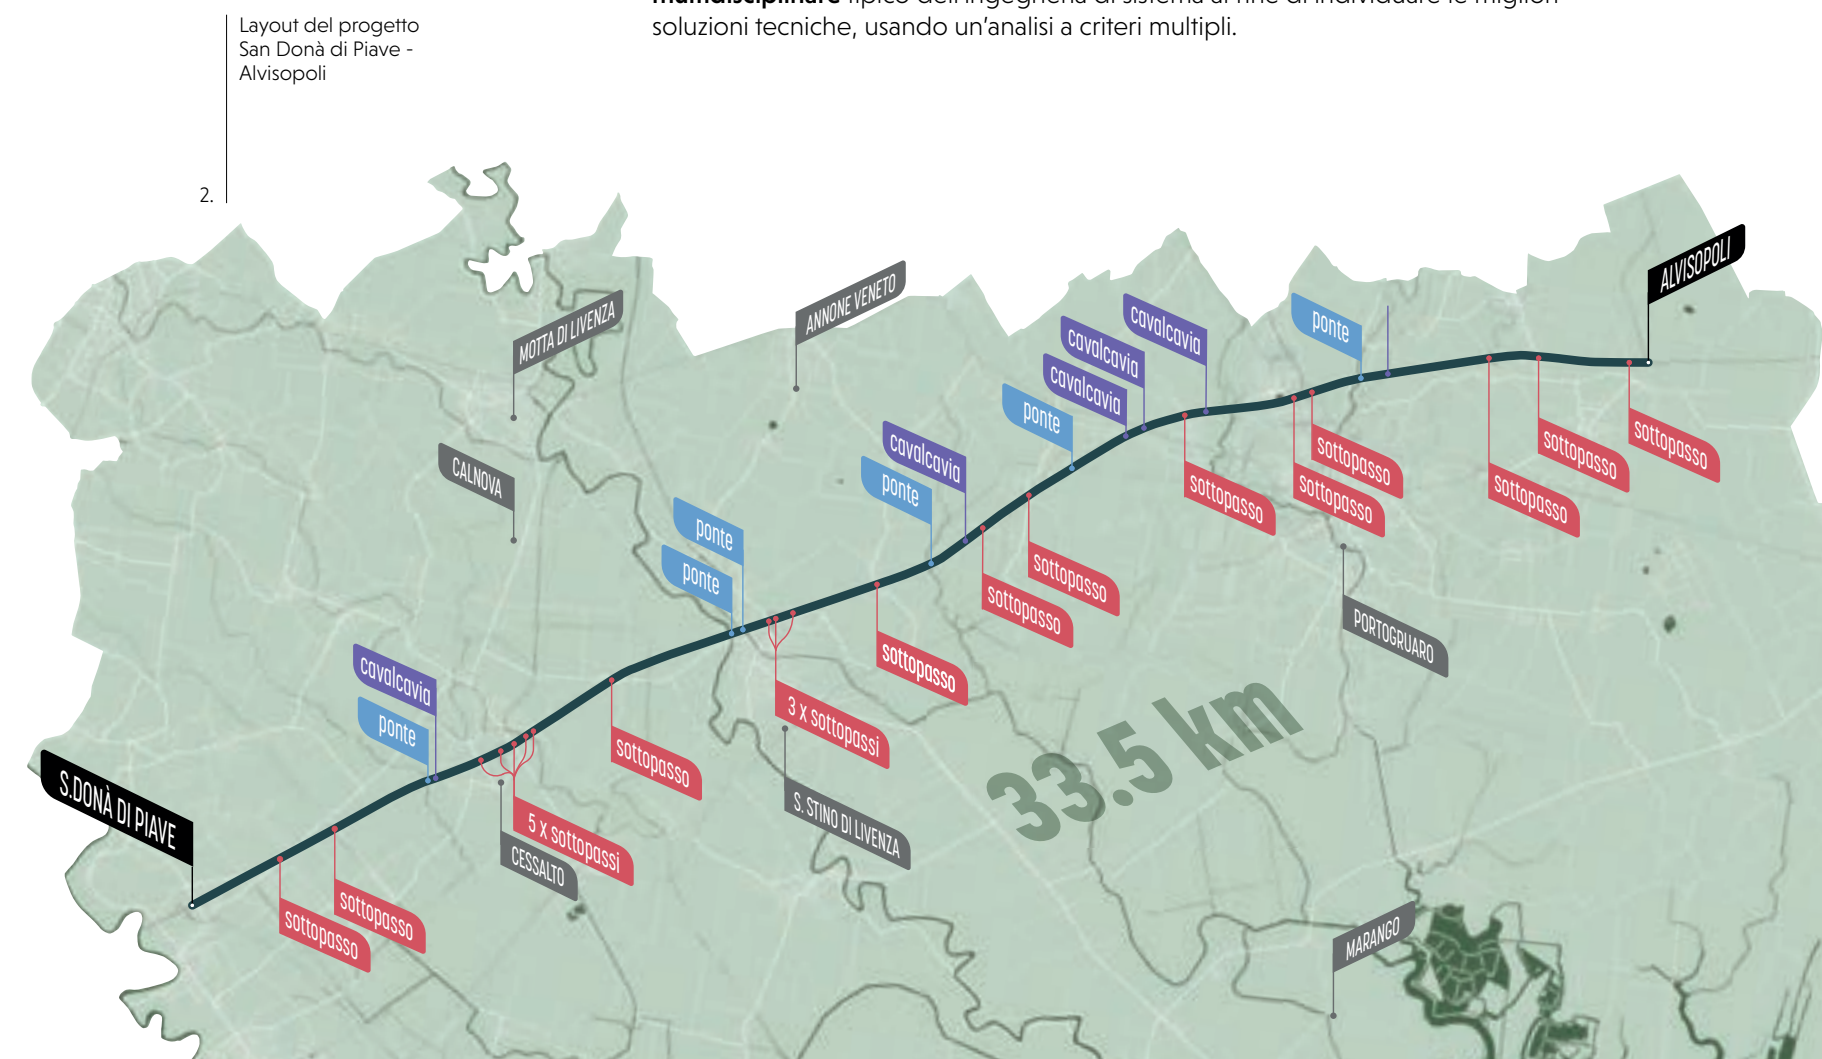 Layout del progetto
San Donà di Piave -
Alvisopoli
2.
soluzioni tecniche, usando un'analisi a criteri multipli.
ALVISOPOLI
ANNONE VENETO
MOTTA DI LIVENZA
cavalcavia
ponte
cavalcavia
cavalcavia
ponte
cavalcavia
ponte
CALNOVA
sottopasso
sottopasso
sottopasso
sottopasso
sottopasso
sottopasso
ponte
ponte
sottopasso
sottopasso
PORTOGRUARO
sottopasso
cavalcavia
ponte
3 x sottopassi
sottopasso
33.5 km
S.DONÀ DI PIAVE
S. STINO DI LIVENZA
5 x sottopassi
CESSALTO
sottopasso
sottopasso
MARANGO